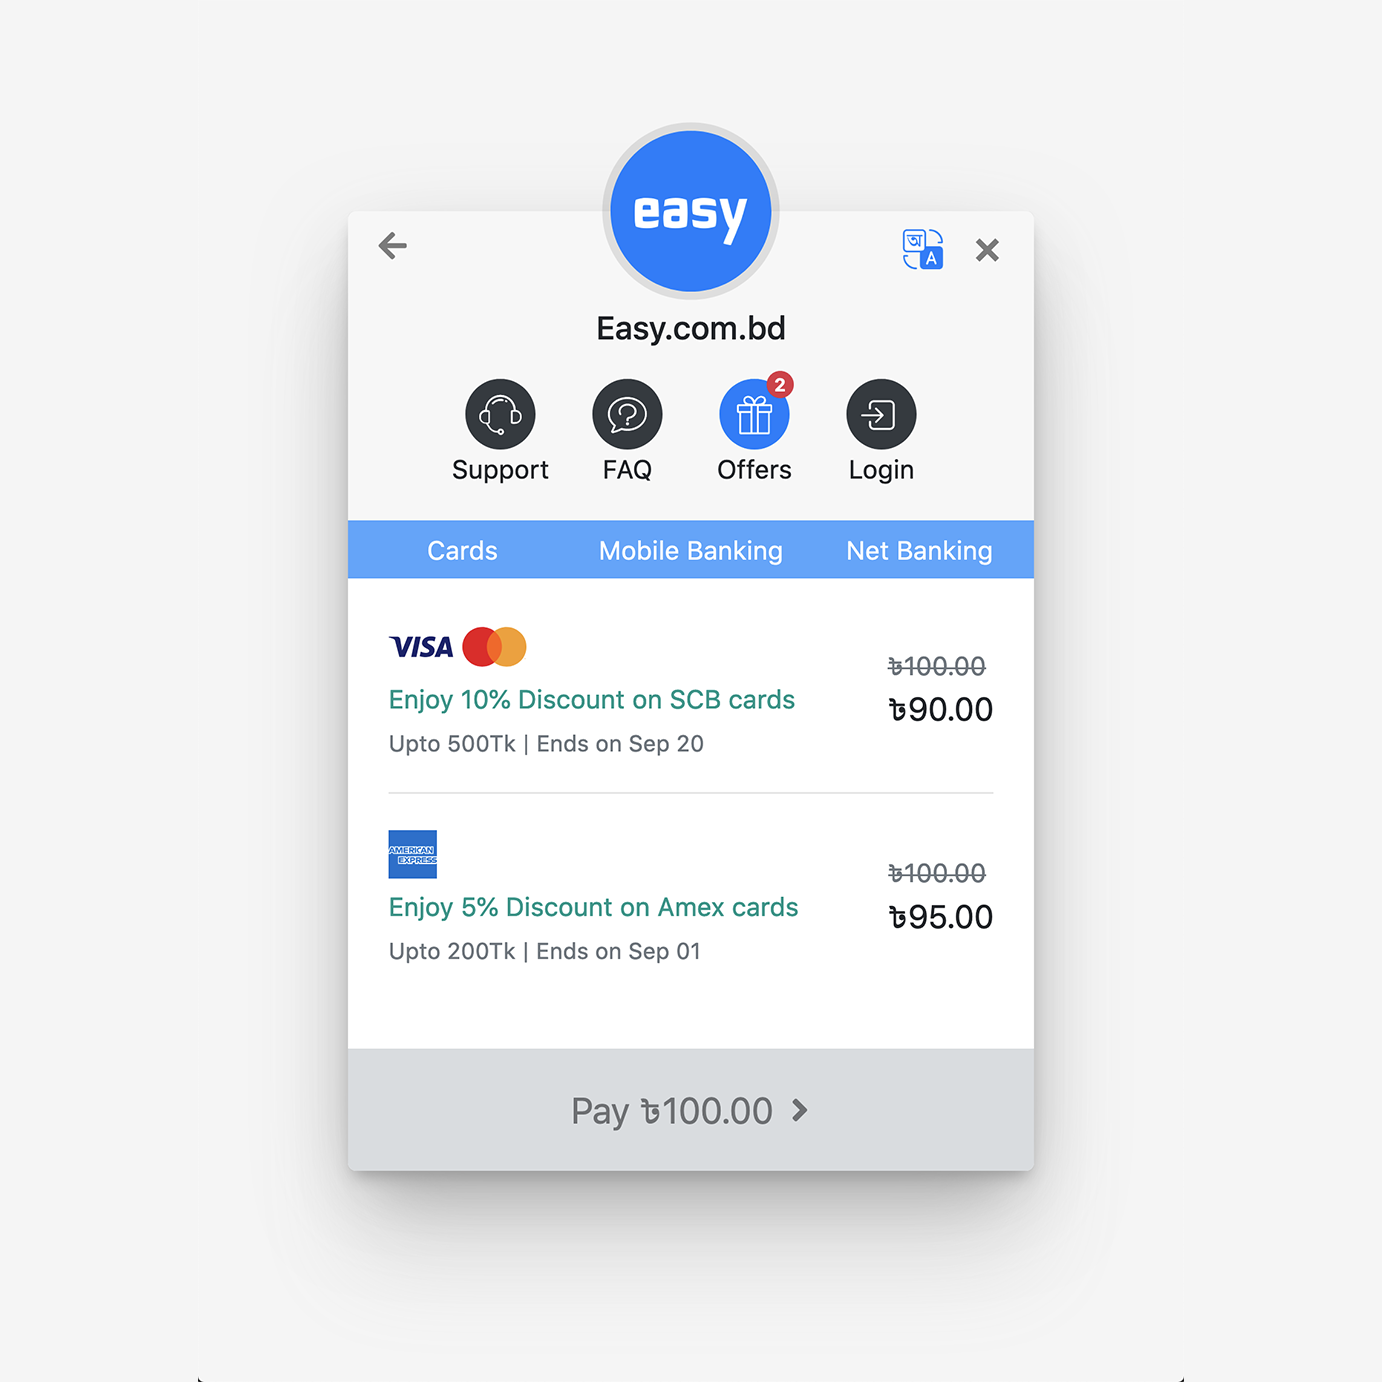 easy
অ
A
Easy.com.bd
2
Support FAQ Offers Login
Cards Mobile Banking Net Banking
VISA
৳100.00
Enjoy 10% Discount on SCB cards
৳90.00
Upto 500Tk | Ends on Sep 20
AMERICAN
EXPRESS
৳100.00
Enjoy 5% Discount on Amex cards
৳95.00
Upto 200Tk | Ends on Sep 01
Pay ৳100.00